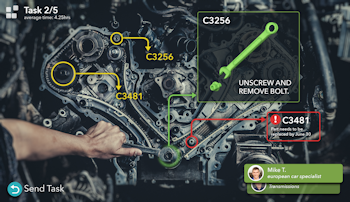 Task 2/5
average time: 4.25hrs
C3256
C3256
UNSCREW AND
REMOVE BOLT.
C3481
C3481
Part needs to be
replaced by June 30
Mike T.
european car specialist
Transmissions
Send Task